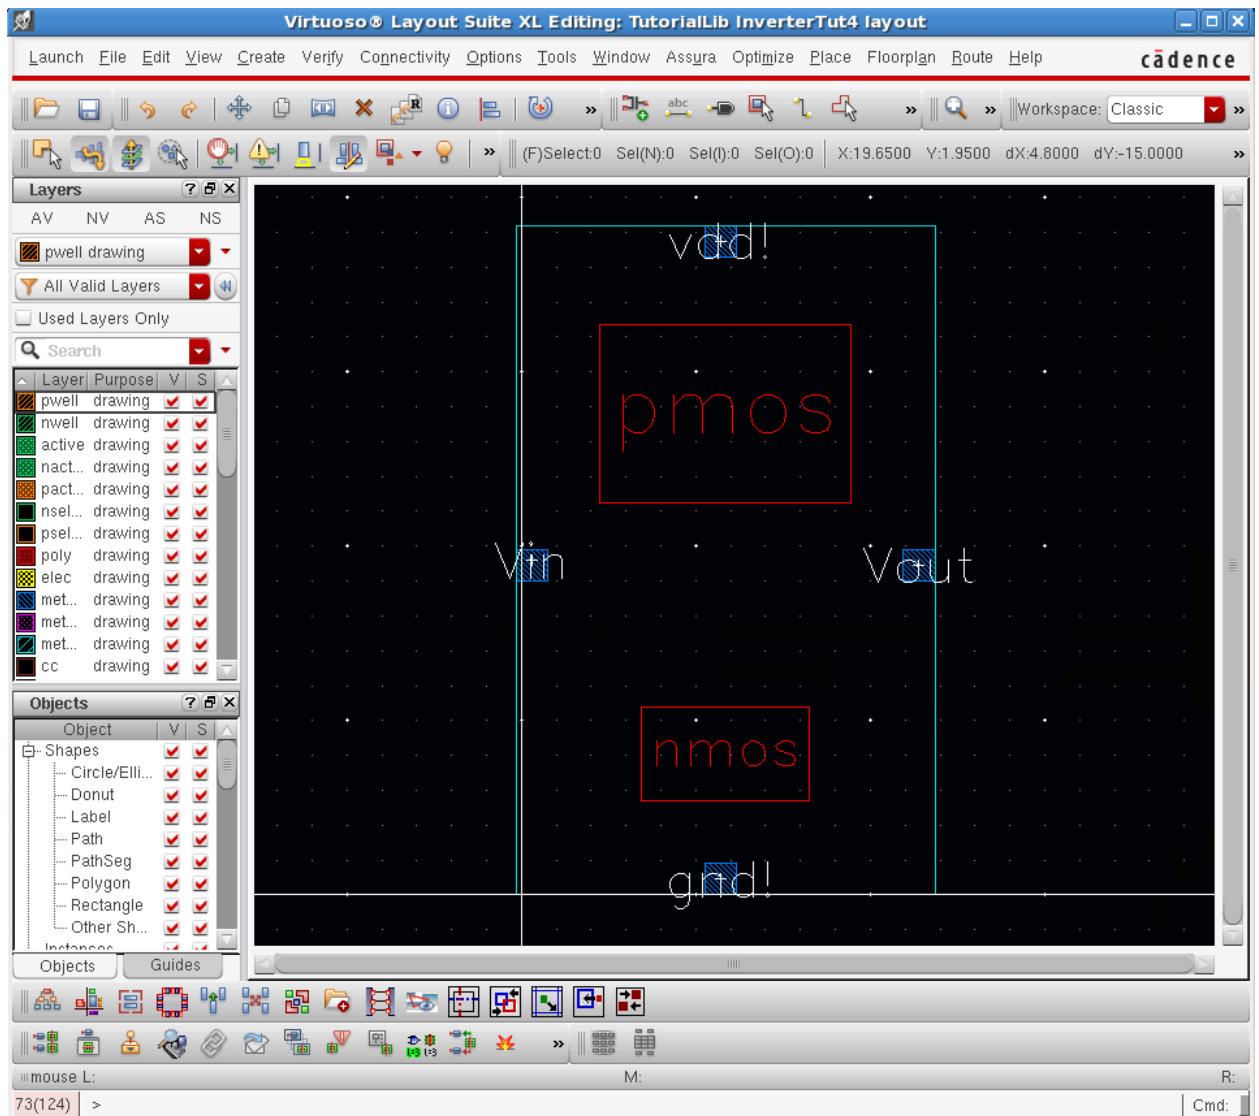 Virtuoso® Layout Suite XL Editing: TutorialLib InverterTut4 layout
Launch File Edit View Create Verify Connectivity Options Tools Window Assura Optimize Place Floorplan Route Help cādence
R abc » » » Workspace: Classic »
» (F)Select:0 Sel(N):0 Sel(I):0 Sel(O):0 X:19.6500 Y:1.9500 dX:4.8000 dY:-15.0000 »
Layers
AV NV AS NS
pwell drawing
All Valid Layers
Used Layers Only
Search
Layer Purpose V S
pwell drawing
nwell drawing
active drawing
nact... drawing
pact... drawing
nsel... drawing
psel... drawing
poly drawing
elec drawing
met... drawing
met... drawing
met... drawing
cc drawing
Objects
Object V S
Shapes
Circle/Elli...
Donut
Label
Path
PathSeg
Polygon
Rectangle
Other Sh...
Instances
Objects Guides
vdd!
pmos
Vin
Vout
nmos
gnd!
»
mouse L: M: R:
73(124) > Cmd: